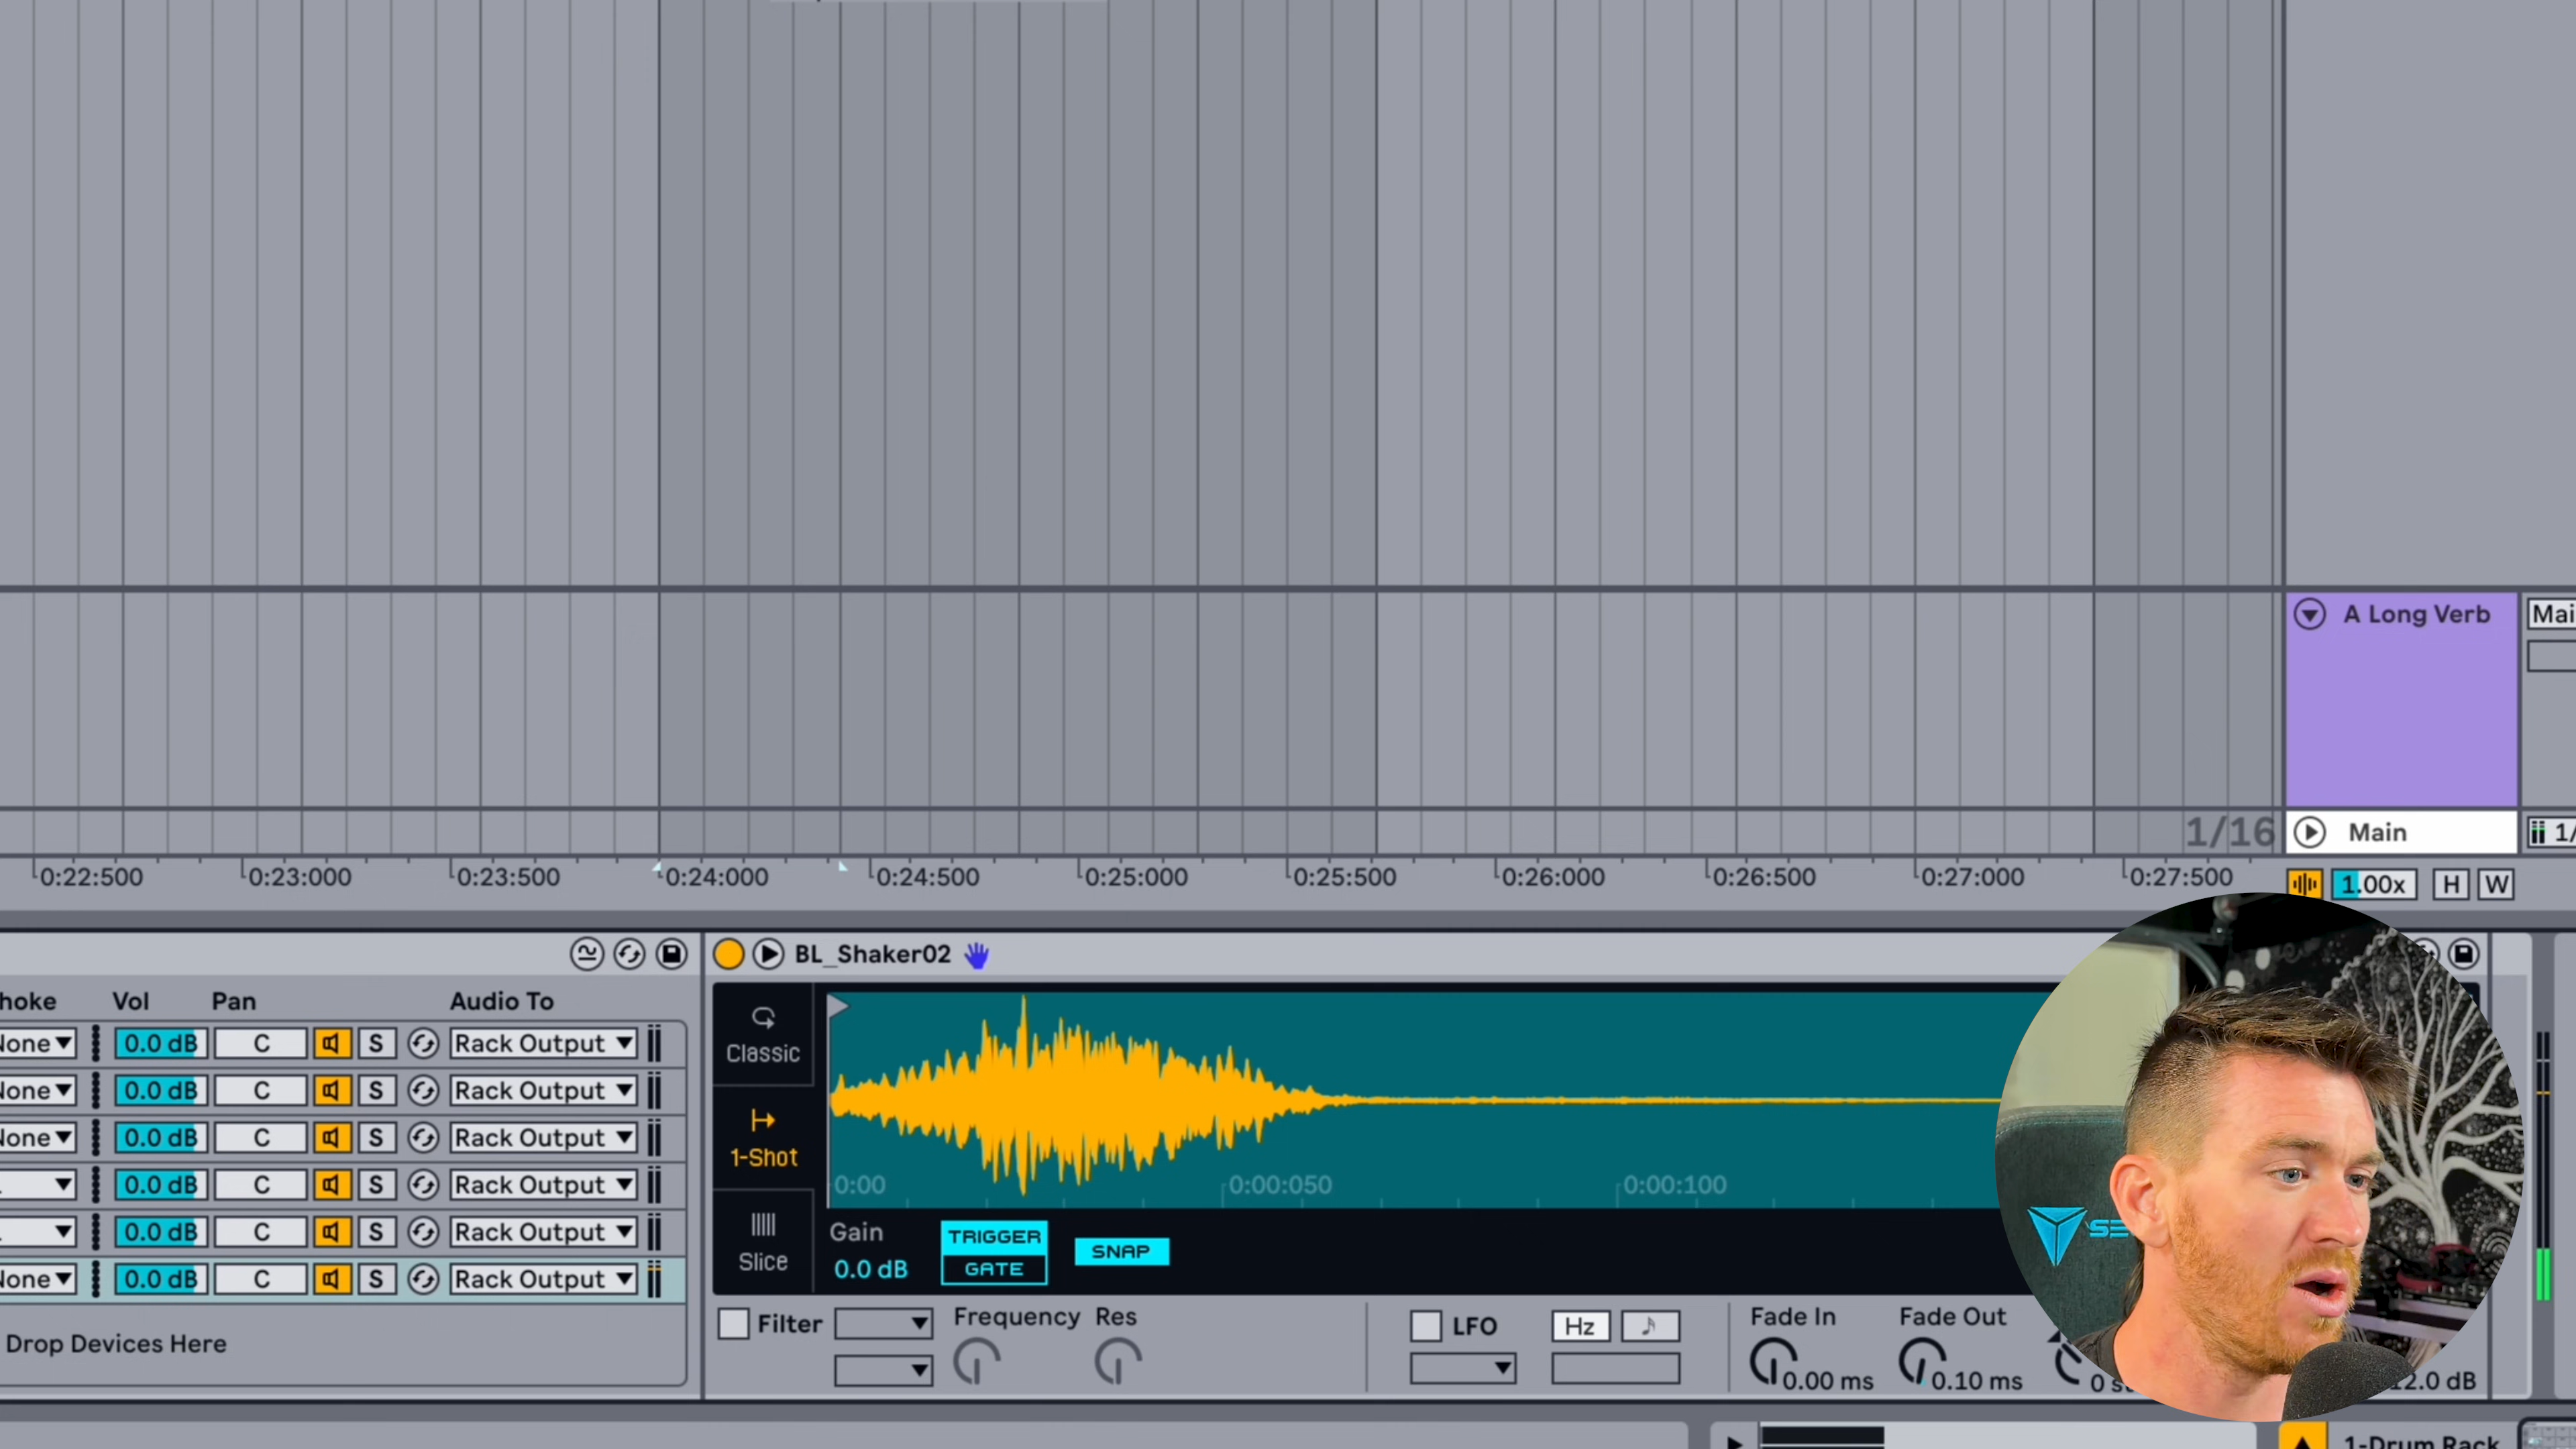 A Long Verb
Mai
1/16
Main
1/
0:22:500
0:23:000
0:23:500
0:24:000
0:24:500
0:25:000
0:25:500
0:26:000
0:26:500
0:27:000
0:27:500
1.00x
H
W
BL_Shaker02
hoke Vol Pan Audio To
None 0.0 dB C S Rack Output
None 0.0 dB C S Rack Output
None 0.0 dB C S Rack Output
0.0 dB C S Rack Output
0.0 dB C S Rack Output
None 0.0 dB C S Rack Output
Drop Devices Here
Classic
1-Shot
Slice
0:00
0:00:050
0:00:100
Gain
0.0 dB
TRIGGER
GATE
SNAP
Filter
Frequency
Res
LFO
Hz
Fade In
0.00 ms
Fade Out
0.10 ms
0 s
2.0 dB
SE
1-Drum Rack